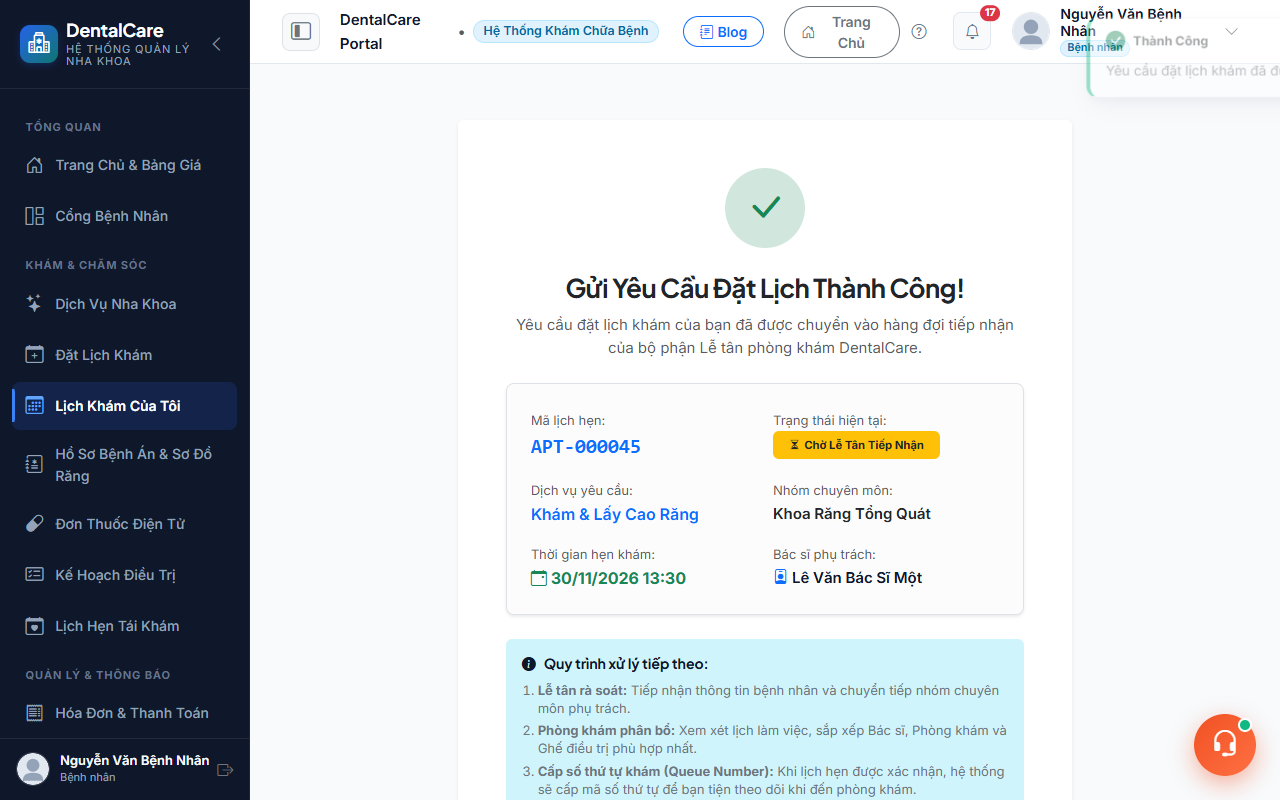 DentalCare
HỆ THỐNG QUẢN LÝ
NHA KHOA
TỔNG QUAN
Trang Chủ & Bảng Giá
Cổng Bệnh Nhân
KHÁM & CHĂM SÓC
Dịch Vụ Nha Khoa
Đặt Lịch Khám
Lịch Khám Của Tôi
Hồ Sơ Bệnh Án & Sơ Đồ
Răng
Đơn Thuốc Điện Tử
Kế Hoạch Điều Trị
Lịch Hẹn Tái Khám
QUẢN LÝ & THÔNG BÁO
Hóa Đơn & Thanh Toán
Nguyễn Văn Bệnh Nhân
Bệnh nhân
DentalCare
Portal
• Hệ Thống Khám Chữa Bệnh
Blog
Trang
Chủ
17
Nguyễn Văn Bệnh
Nhân
Bệnh nhân
Thành Công
Yêu cầu đặt lịch khám đã
Gửi Yêu Cầu Đặt Lịch Thành Công!
Yêu cầu đặt lịch khám của bạn đã được chuyển vào hàng đợi tiếp nhận
của bộ phận Lễ tân phòng khám DentalCare.
Mã lịch hẹn:
APT-000045
Trạng thái hiện tại:
Chờ Lễ Tân Tiếp Nhận
Dịch vụ yêu cầu:
Khám & Lấy Cao Răng
Nhóm chuyên môn:
Khoa Răng Tổng Quát
Thời gian hẹn khám:
30/11/2026 13:30
Bác sĩ phụ trách:
Lê Văn Bác Sĩ Một
Quy trình xử lý tiếp theo:
1. Lễ tân rà soát: Tiếp nhận thông tin bệnh nhân và chuyển tiếp nhóm chuyên
môn phụ trách.
2. Phòng khám phân bổ: Xem xét lịch làm việc, sắp xếp Bác sĩ, Phòng khám và
Ghế điều trị phù hợp nhất.
3. Cấp số thứ tự khám (Queue Number): Khi lịch hẹn được xác nhận, hệ thống
sẽ cấp mã số thứ tự để bạn tiện theo dõi khi đến phòng khám.